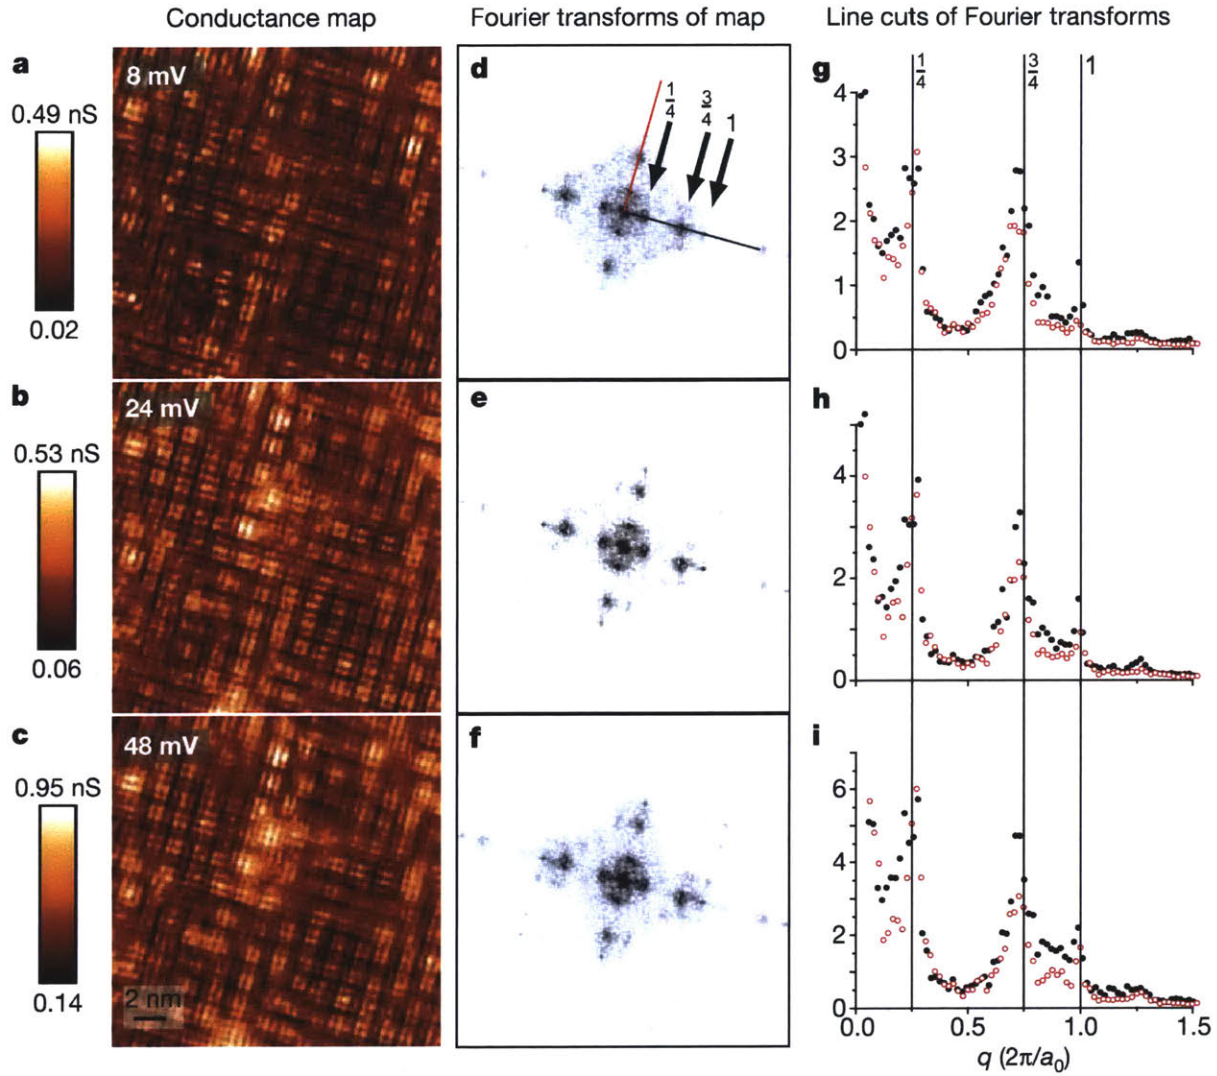 Conductance map
Fourier transforms of map
Line cuts of Fourier transforms
a
8 mV
0.49 nS
0.02
b
24 mV
0.53 nS
0.06
c
48 mV
0.95 nS
0.14
2 nm
d
1/4
3/4
1
e
f
g
1/4
3/4
1
4
3
2
1
0
h
4
2
0
i
6
4
2
0
0.0
0.5
1.0
1.5
q (2π/a₀)